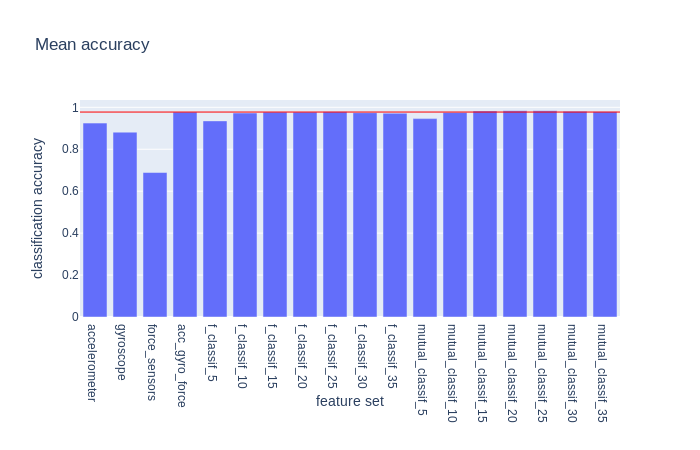 Mean accuracy
classification accuracy
1
0.8
0.6
0.4
0.2
0
accelerometer
gyroscope
force_sensors
acc_gyro_force
f_classif_5
f_classif_10
f_classif_15
f_classif_20
f_classif_25
f_classif_30
f_classif_35
mutual_classif_5
mutual_classif_10
mutual_classif_15
mutual_classif_20
mutual_classif_25
mutual_classif_30
mutual_classif_35
feature set